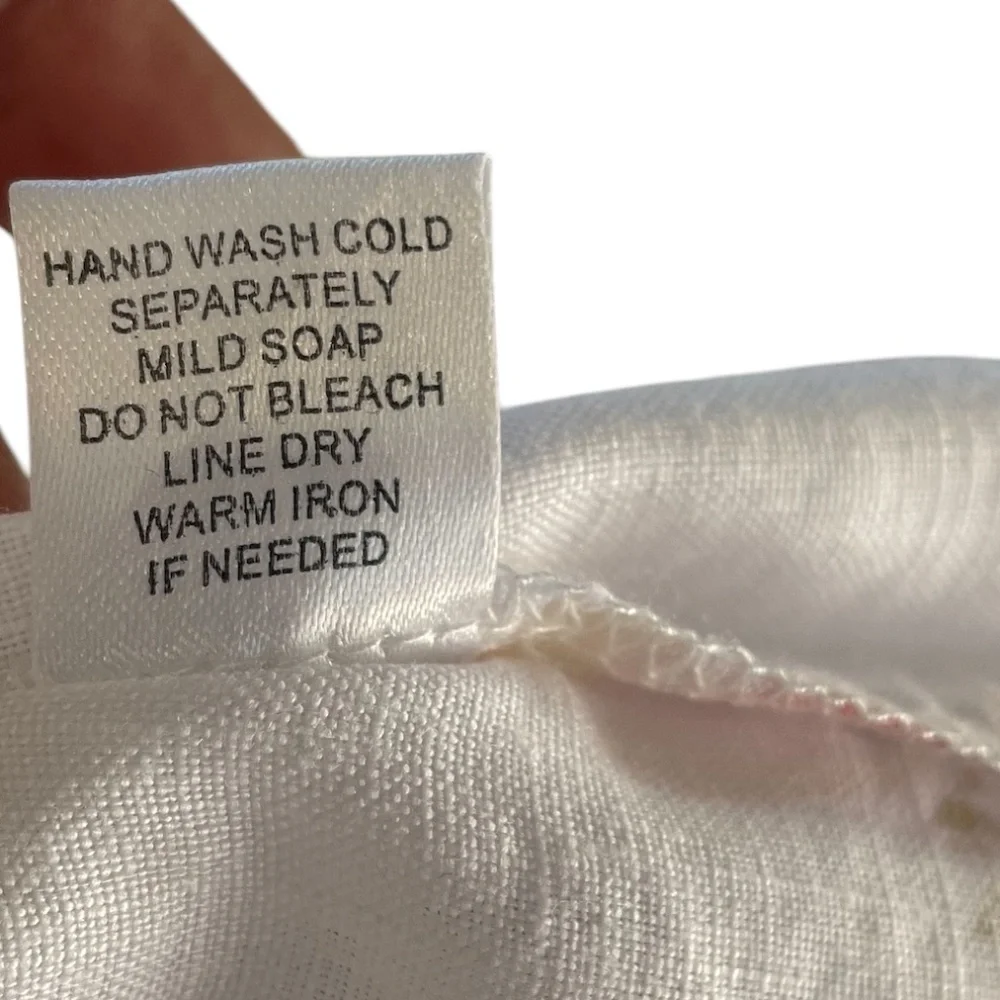 HAND WASH COLD
SEPARATELY
MILD SOAP
DO NOT BLEACH
LINE DRY
WARM IRON
IF NEEDED